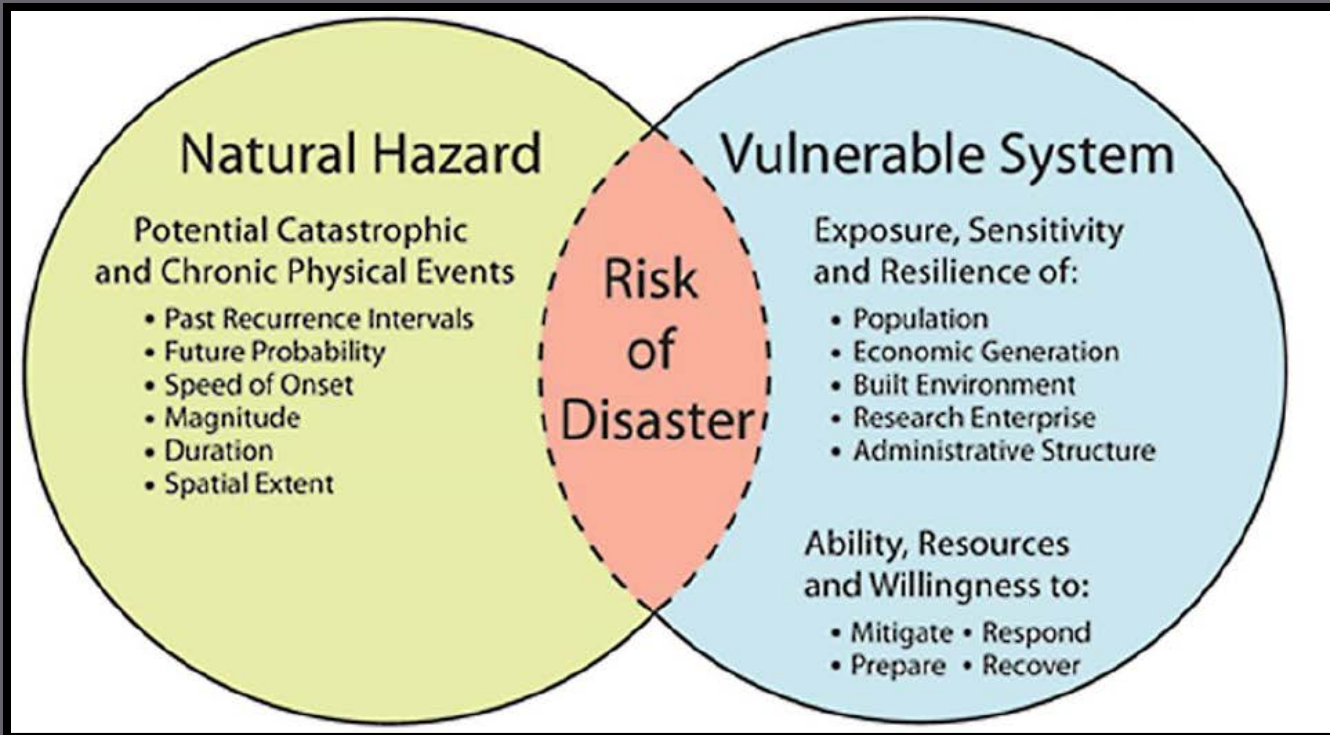 Natural Hazard
Potential Catastrophic
and Chronic Physical Events
• Past Recurrence Intervals
• Future Probability
• Speed of Onset
• Magnitude
• Duration
• Spatial Extent
Risk
of
Disaster
Vulnerable System
Exposure, Sensitivity
and Resilience of:
• Population
• Economic Generation
• Built Environment
• Research Enterprise
• Administrative Structure
Ability, Resources
and Willingness to:
• Mitigate • Respond
• Prepare • Recover